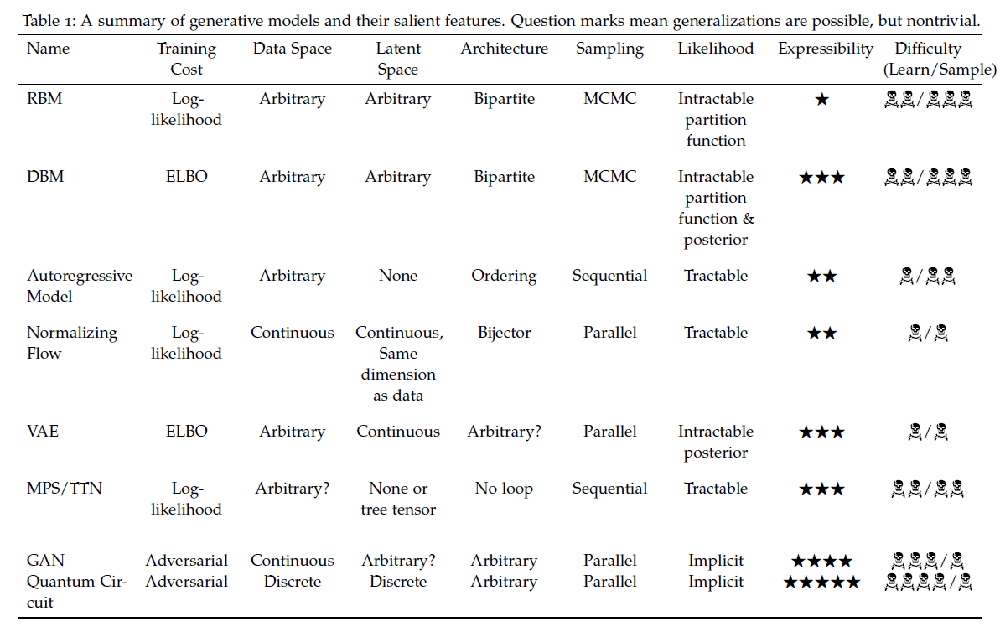 Table 1: A summary of generative models and their salient features. Question marks mean generalizations are possible, but nontrivial.
Name Training Cost Data Space Latent Space Architecture Sampling Likelihood Expressibility Difficulty (Learn/Sample)
RBM Log-likelihood Arbitrary Arbitrary Bipartite MCMC Intractable partition function ★ ☠☠/☠☠☠
DBM ELBO Arbitrary Arbitrary Bipartite MCMC Intractable partition function & posterior ★★★ ☠☠/☠☠☠
Autoregressive Model Log-likelihood Arbitrary None Ordering Sequential Tractable ★★ ☠/☠☠
Normalizing Flow Log-likelihood Continuous Continuous, Same dimension as data Bijector Parallel Tractable ★★ ☠/☠
VAE ELBO Arbitrary Continuous Arbitrary? Parallel Intractable posterior ★★★ ☠/☠
MPS/TTN Log-likelihood Arbitrary? None or tree tensor No loop Sequential Tractable ★★★ ☠☠/☠☠
GAN Adversarial Continuous Arbitrary? Arbitrary Parallel Implicit ★★★★ ☠☠☠/☠
Quantum Circuit Adversarial Discrete Discrete Arbitrary Parallel Implicit ★★★★★ ☠☠☠☠/☠